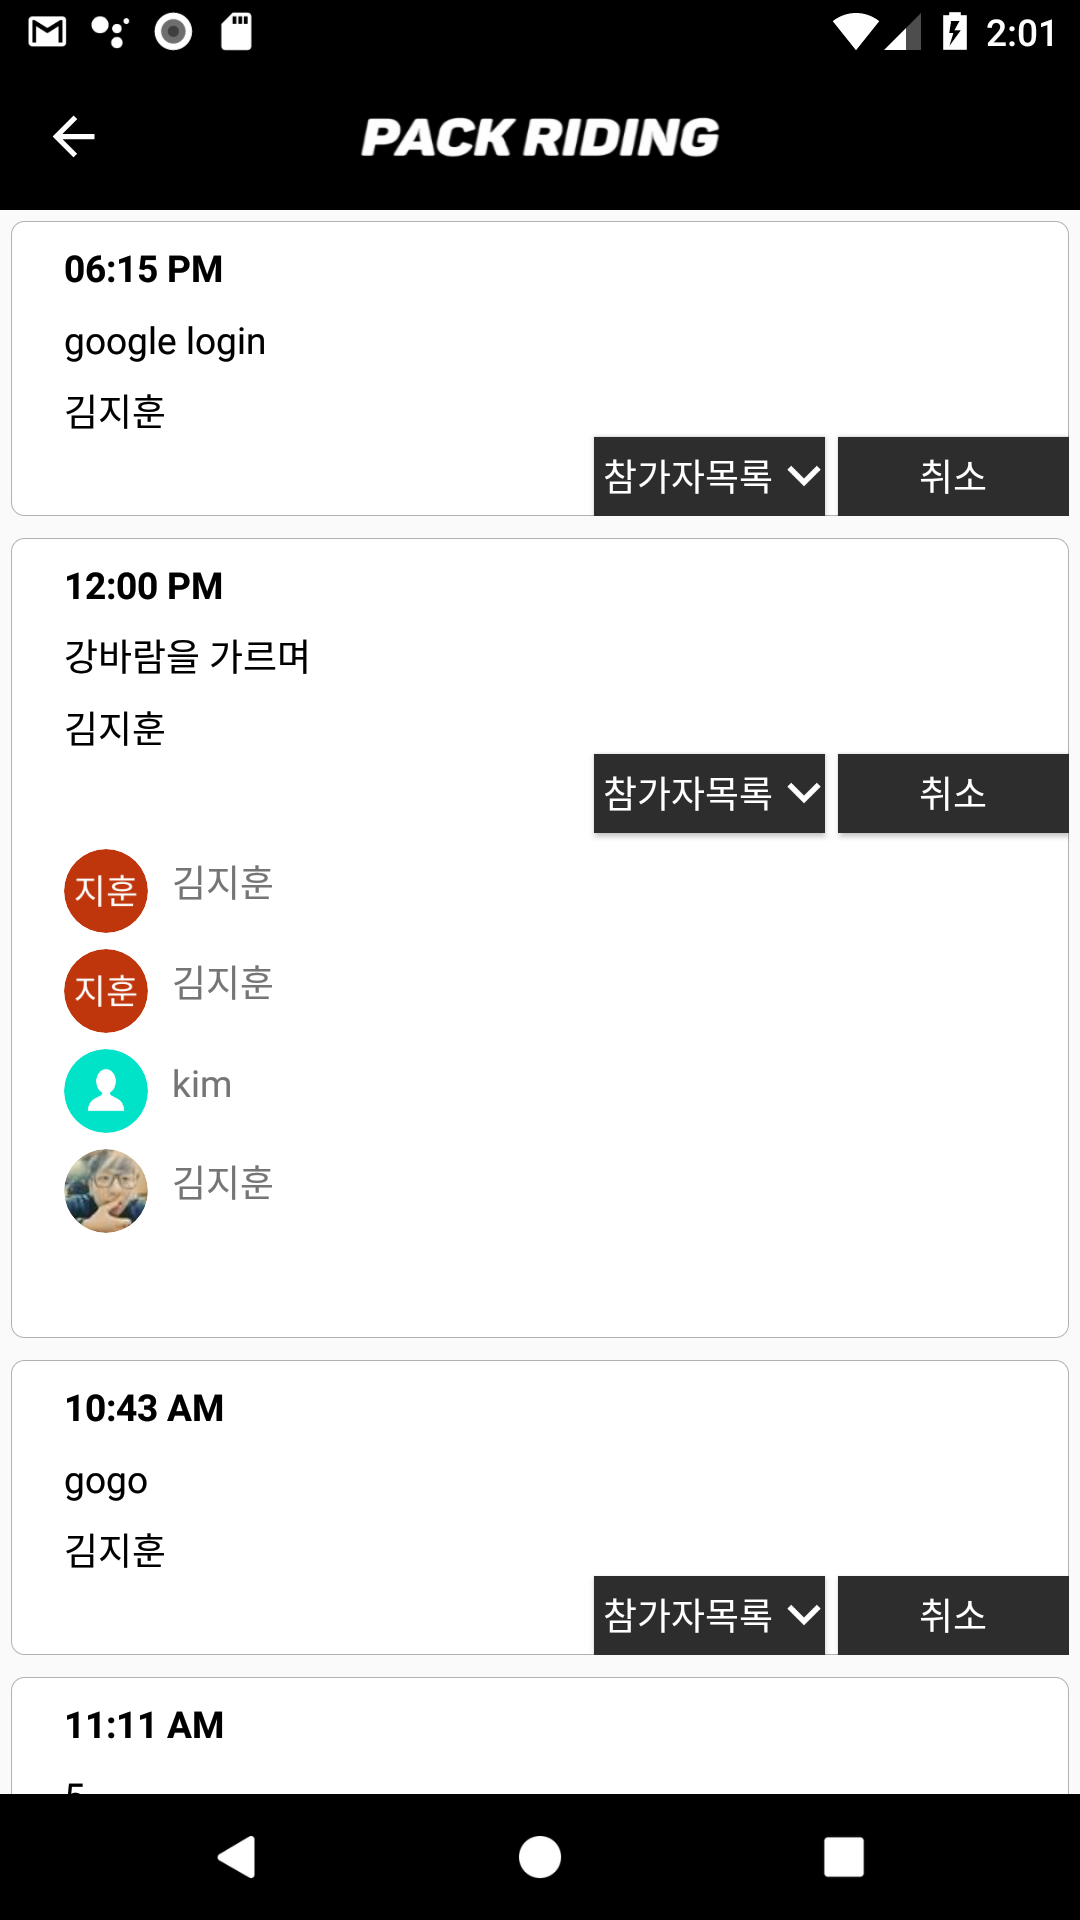 2:01
PACK RIDING
06:15 PM
google login
김지훈
참가자목록 취소
12:00 PM
강바람을 가르며
김지훈
참가자목록 취소
지훈 김지훈
지훈 김지훈
kim
김지훈
10:43 AM
gogo
김지훈
참가자목록 취소
11:11 AM